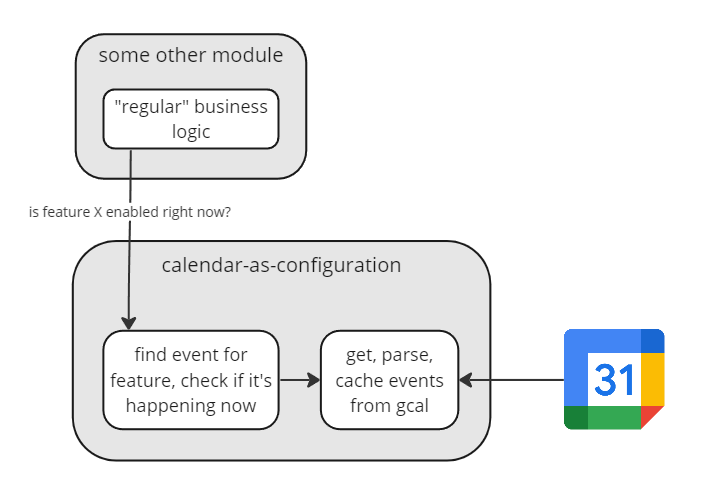 some other module
"regular" business
logic
is feature X enabled right now?
calendar-as-configuration
find event for
feature, check if it's
happening now
get, parse,
cache events
from gcal
31